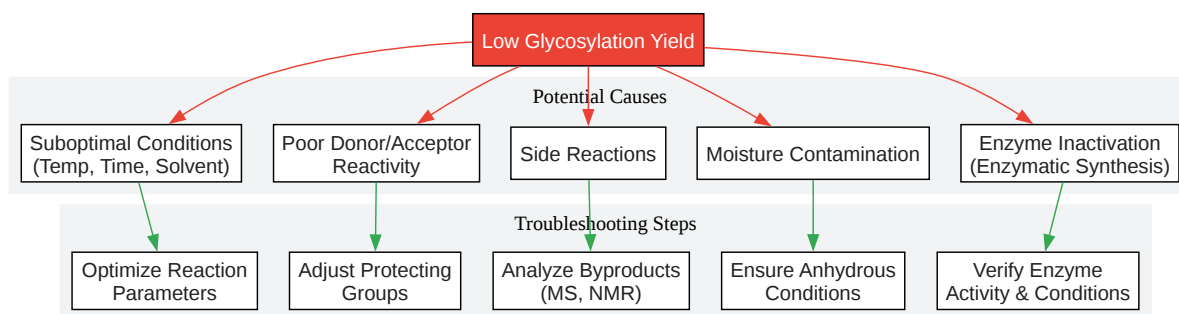 Low Glycosylation Yield
Potential Causes
Suboptimal Conditions
(Temp, Time, Solvent)
Poor Donor/Acceptor
Reactivity
Side Reactions
Moisture Contamination
Enzyme Inactivation
(Enzymatic Synthesis)
Troubleshooting Steps
Optimize Reaction
Parameters
Adjust Protecting
Groups
Analyze Byproducts
(MS, NMR)
Ensure Anhydrous
Conditions
Verify Enzyme
Activity & Conditions